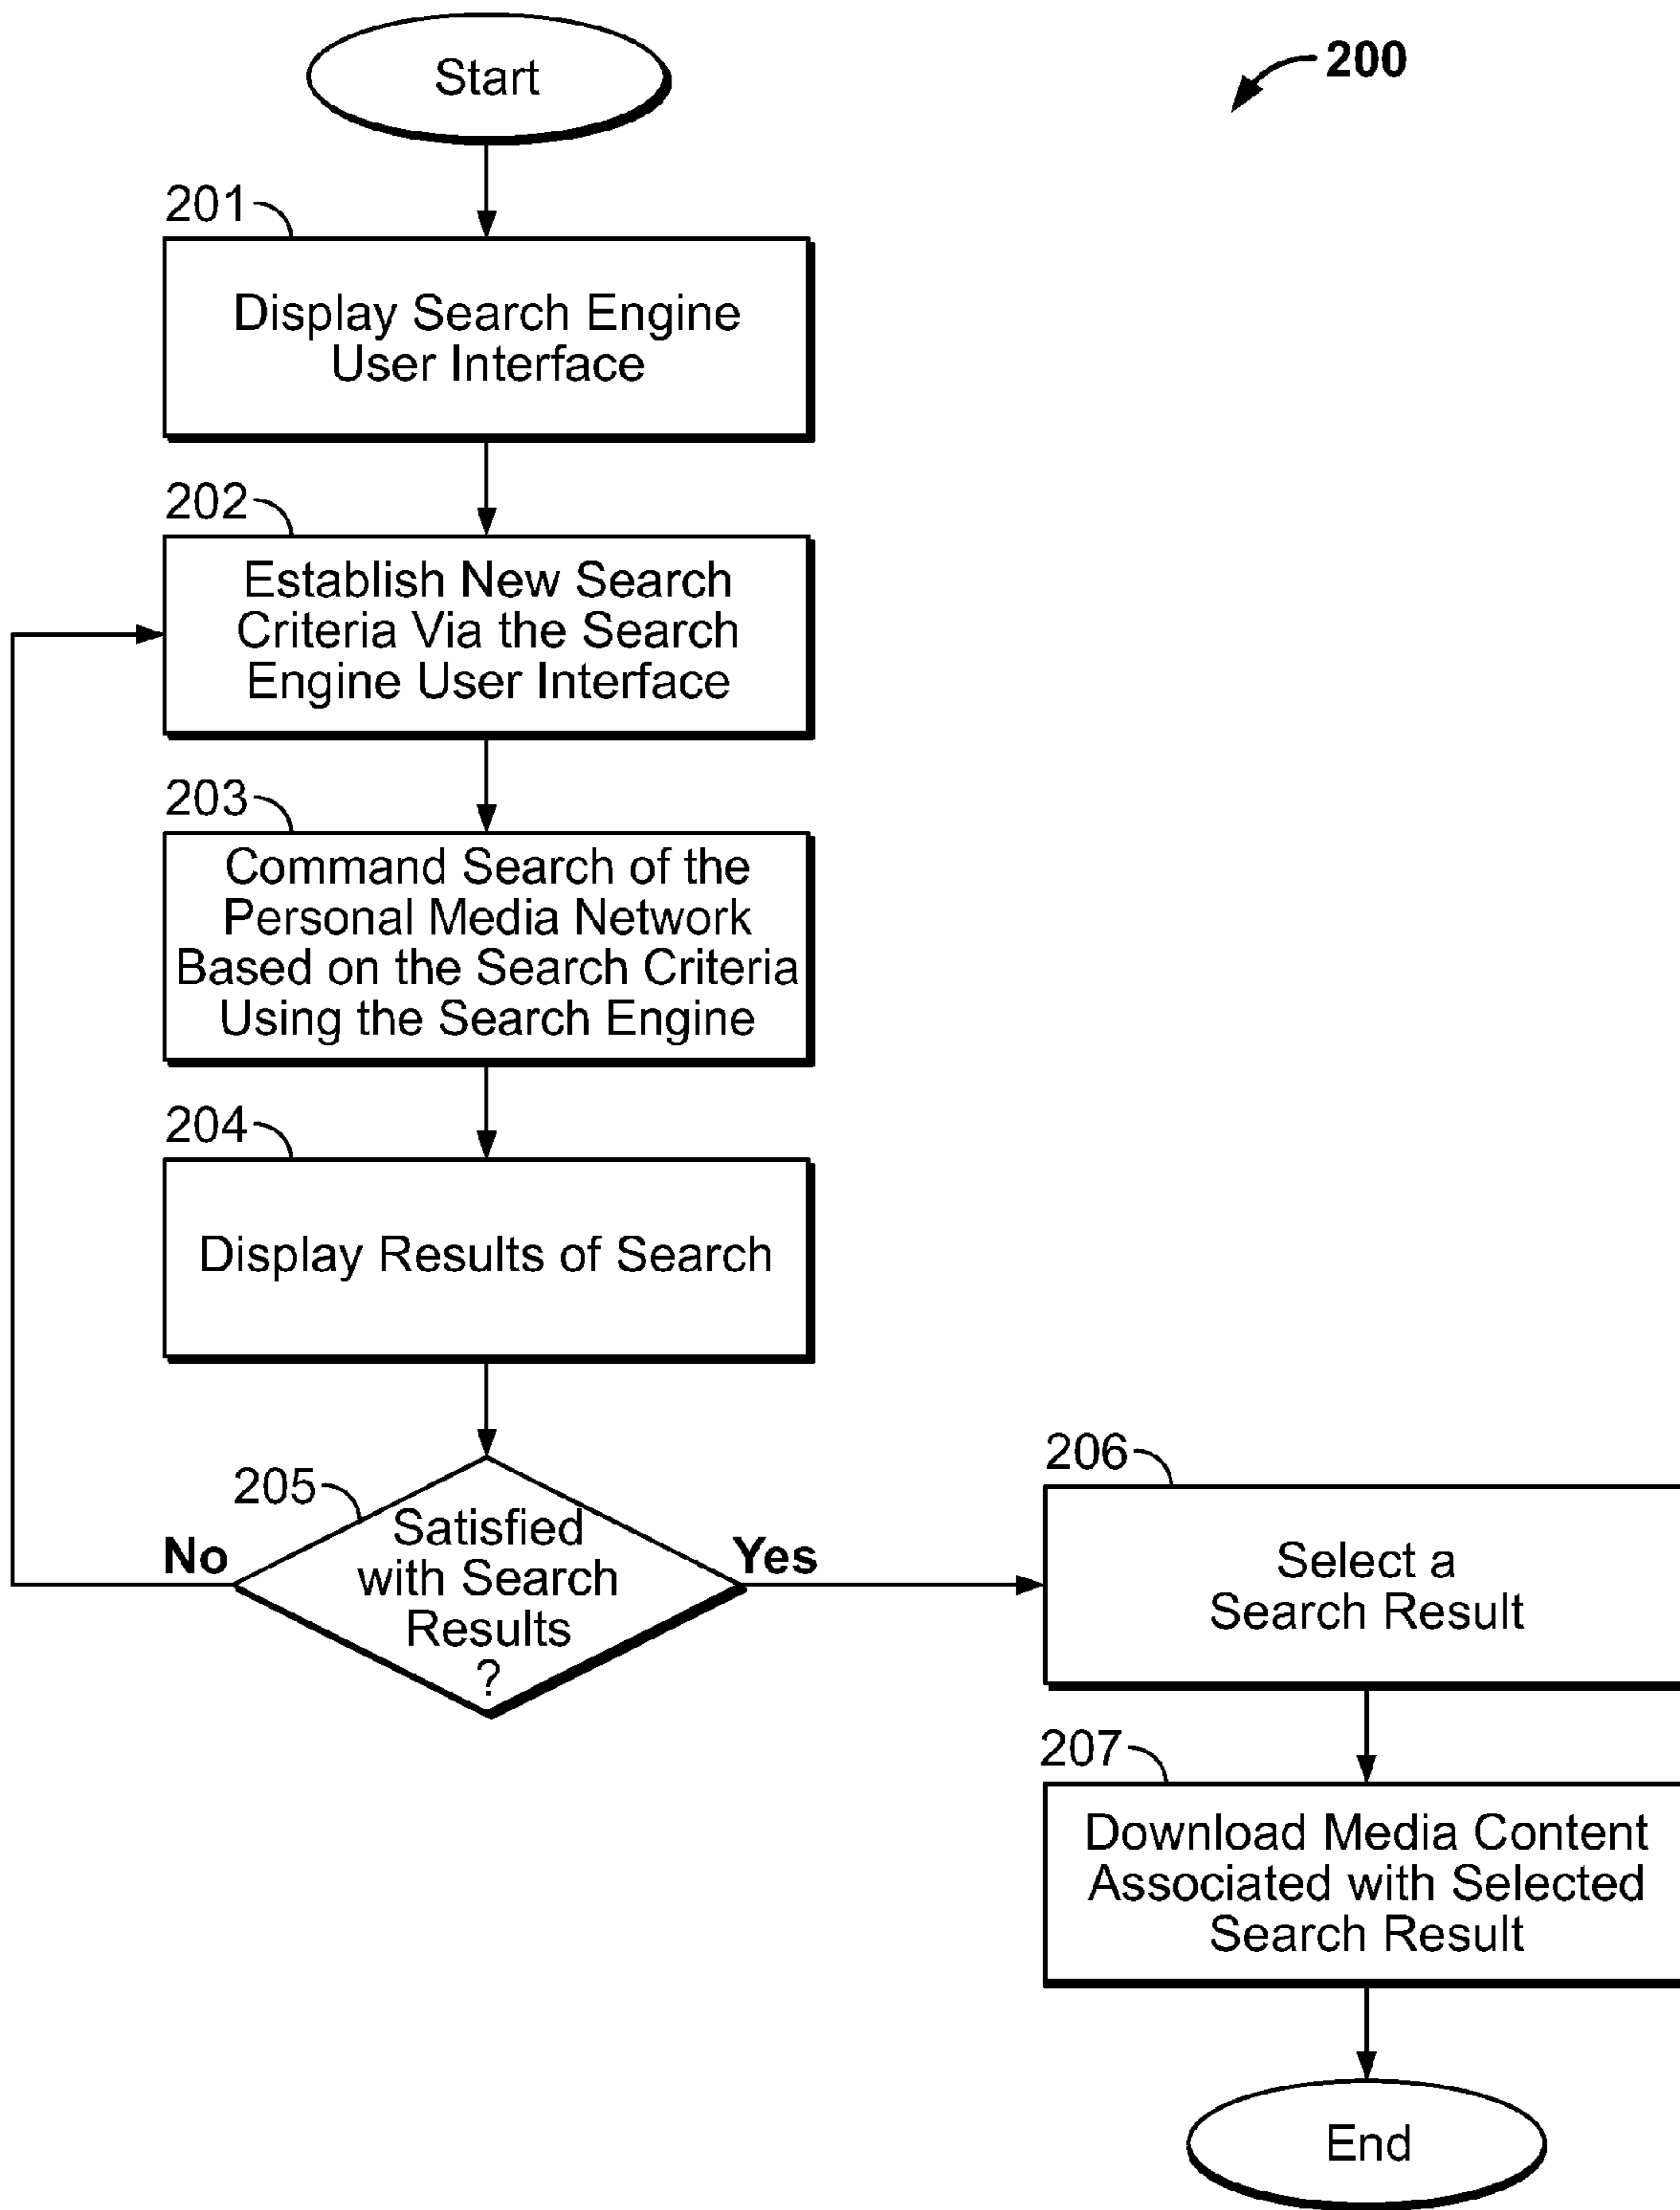 Start
200
201
Display Search Engine
User Interface
202
Establish New Search
Criteria Via the Search
Engine User Interface
203
Command Search of the
Personal Media Network
Based on the Search Criteria
Using the Search Engine
204
Display Results of Search
205
Satisfied
with Search
Results
?
No
Yes
206
Select a
Search Result
207
Download Media Content
Associated with Selected
Search Result
End